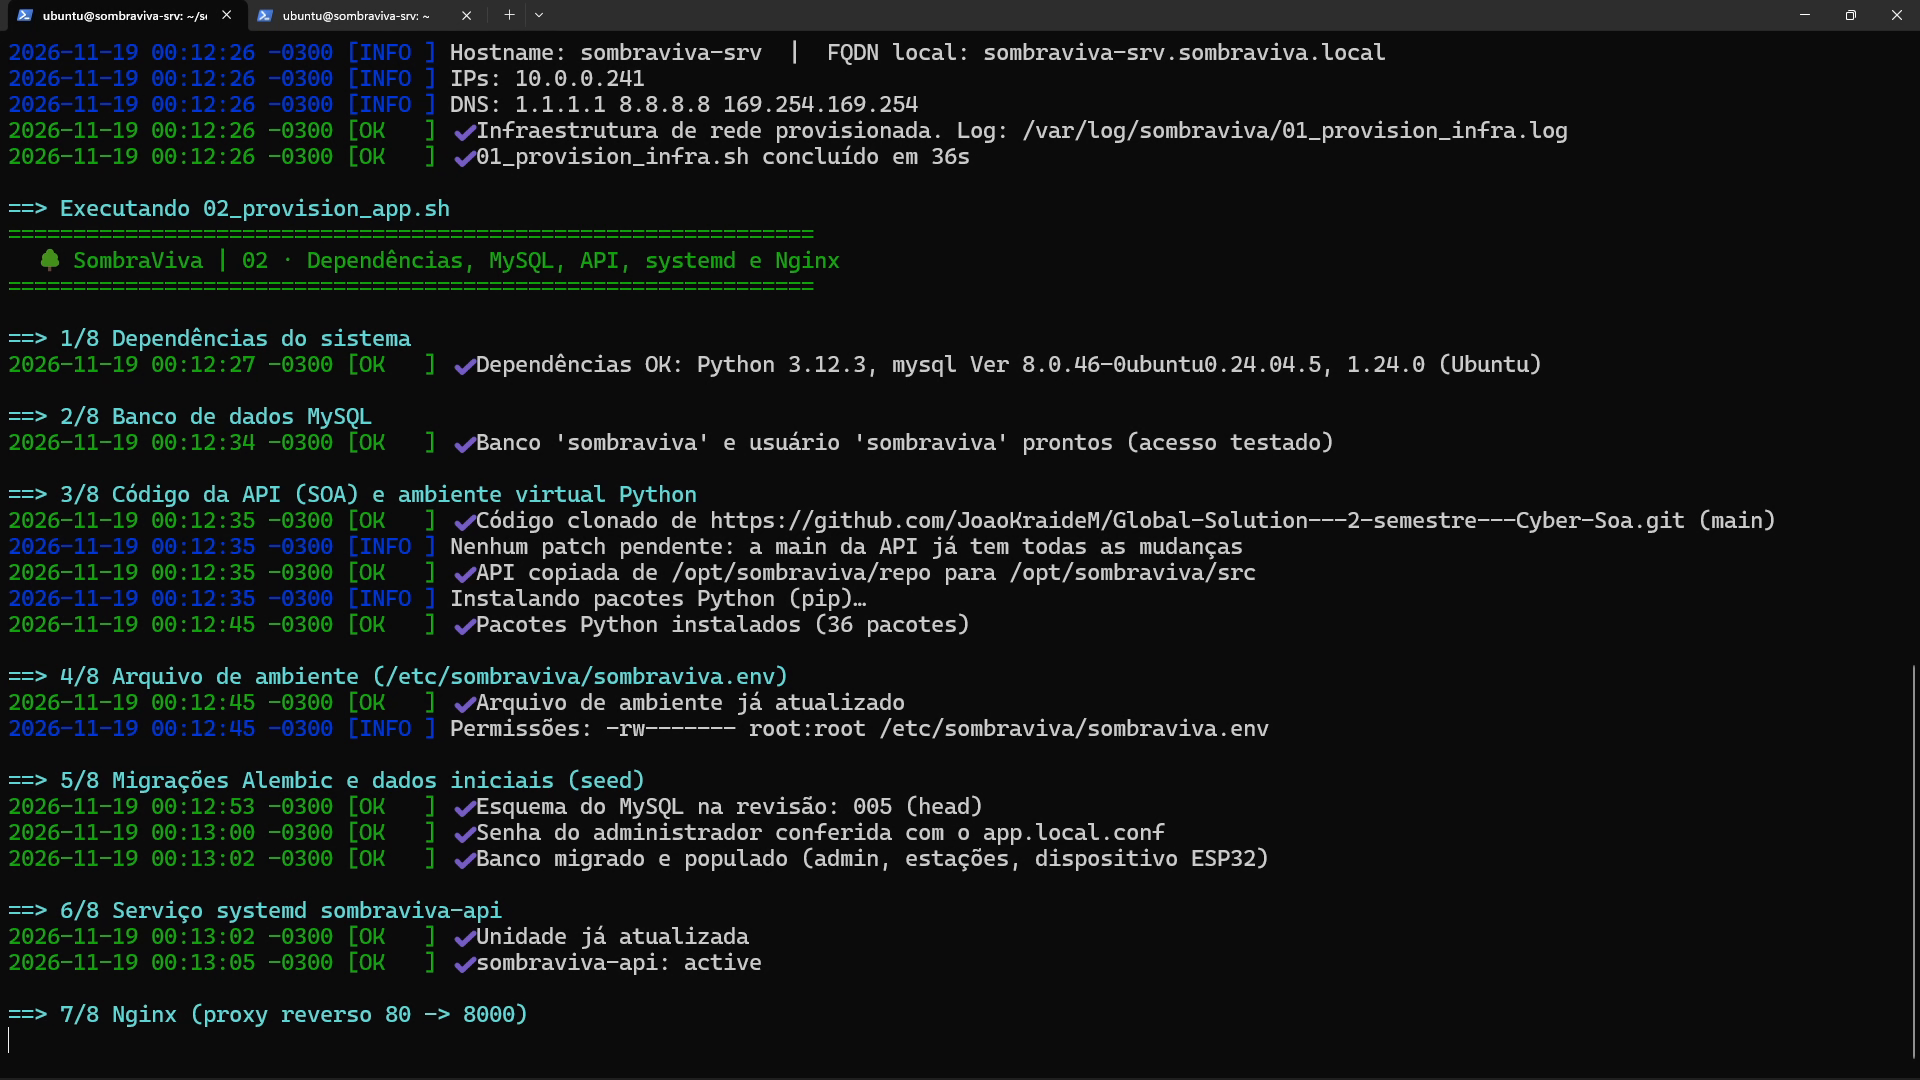 ubuntu@sombraviva-srv: ~/s
ubuntu@sombraviva-srv: ~
2026-11-19 00:12:26 -0300 [INFO ] Hostname: sombraviva-srv | FQDN local: sombraviva-srv.sombraviva.local
2026-11-19 00:12:26 -0300 [INFO ] IPs: 10.0.0.241
2026-11-19 00:12:26 -0300 [INFO ] DNS: 1.1.1.1 8.8.8.8 169.254.169.254
2026-11-19 00:12:26 -0300 [OK   ] ✔Infraestrutura de rede provisionada. Log: /var/log/sombraviva/01_provision_infra.log
2026-11-19 00:12:26 -0300 [OK   ] ✔01_provision_infra.sh concluído em 36s
==> Executando 02_provision_app.sh
==============================================================
🌳 SombraViva | 02 · Dependências, MySQL, API, systemd e Nginx
==============================================================
==> 1/8 Dependências do sistema
2026-11-19 00:12:27 -0300 [OK   ] ✔Dependências OK: Python 3.12.3, mysql Ver 8.0.46-0ubuntu0.24.04.5, 1.24.0 (Ubuntu)
==> 2/8 Banco de dados MySQL
2026-11-19 00:12:34 -0300 [OK   ] ✔Banco 'sombraviva' e usuário 'sombraviva' prontos (acesso testado)
==> 3/8 Código da API (SOA) e ambiente virtual Python
2026-11-19 00:12:35 -0300 [OK   ] ✔Código clonado de https://github.com/JoaoKraideM/Global-Solution---2-semestre---Cyber-Soa.git (main)
2026-11-19 00:12:35 -0300 [INFO ] Nenhum patch pendente: a main da API já tem todas as mudanças
2026-11-19 00:12:35 -0300 [OK   ] ✔API copiada de /opt/sombraviva/repo para /opt/sombraviva/src
2026-11-19 00:12:35 -0300 [INFO ] Instalando pacotes Python (pip)…
2026-11-19 00:12:45 -0300 [OK   ] ✔Pacotes Python instalados (36 pacotes)
==> 4/8 Arquivo de ambiente (/etc/sombraviva/sombraviva.env)
2026-11-19 00:12:45 -0300 [OK   ] ✔Arquivo de ambiente já atualizado
2026-11-19 00:12:45 -0300 [INFO ] Permissões: -rw------- root:root /etc/sombraviva/sombraviva.env
==> 5/8 Migrações Alembic e dados iniciais (seed)
2026-11-19 00:12:53 -0300 [OK   ] ✔Esquema do MySQL na revisão: 005 (head)
2026-11-19 00:13:00 -0300 [OK   ] ✔Senha do administrador conferida com o app.local.conf
2026-11-19 00:13:02 -0300 [OK   ] ✔Banco migrado e populado (admin, estações, dispositivo ESP32)
==> 6/8 Serviço systemd sombraviva-api
2026-11-19 00:13:02 -0300 [OK   ] ✔Unidade já atualizada
2026-11-19 00:13:05 -0300 [OK   ] ✔sombraviva-api: active
==> 7/8 Nginx (proxy reverso 80 -> 8000)